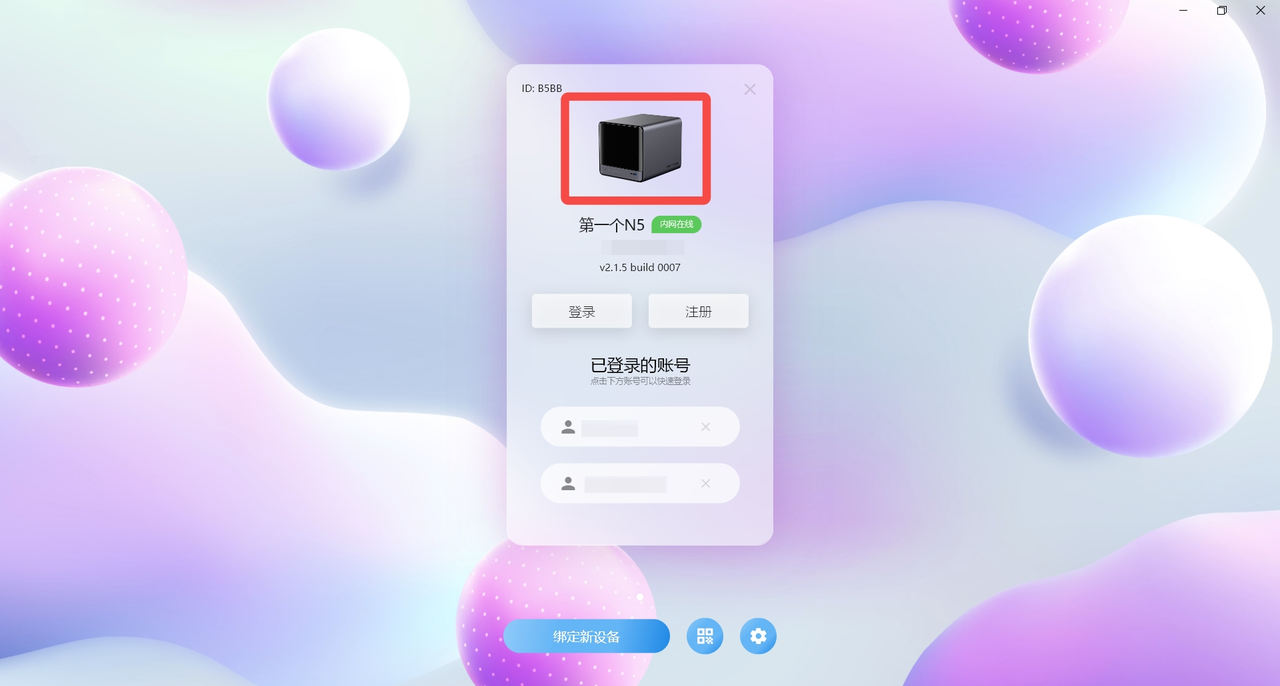 ID: B5BB
第一个N5 内网在线
v2.1.5 build 0007
登录 注册
已登录的账号
点击下方账号可以快速登录
绑定新设备